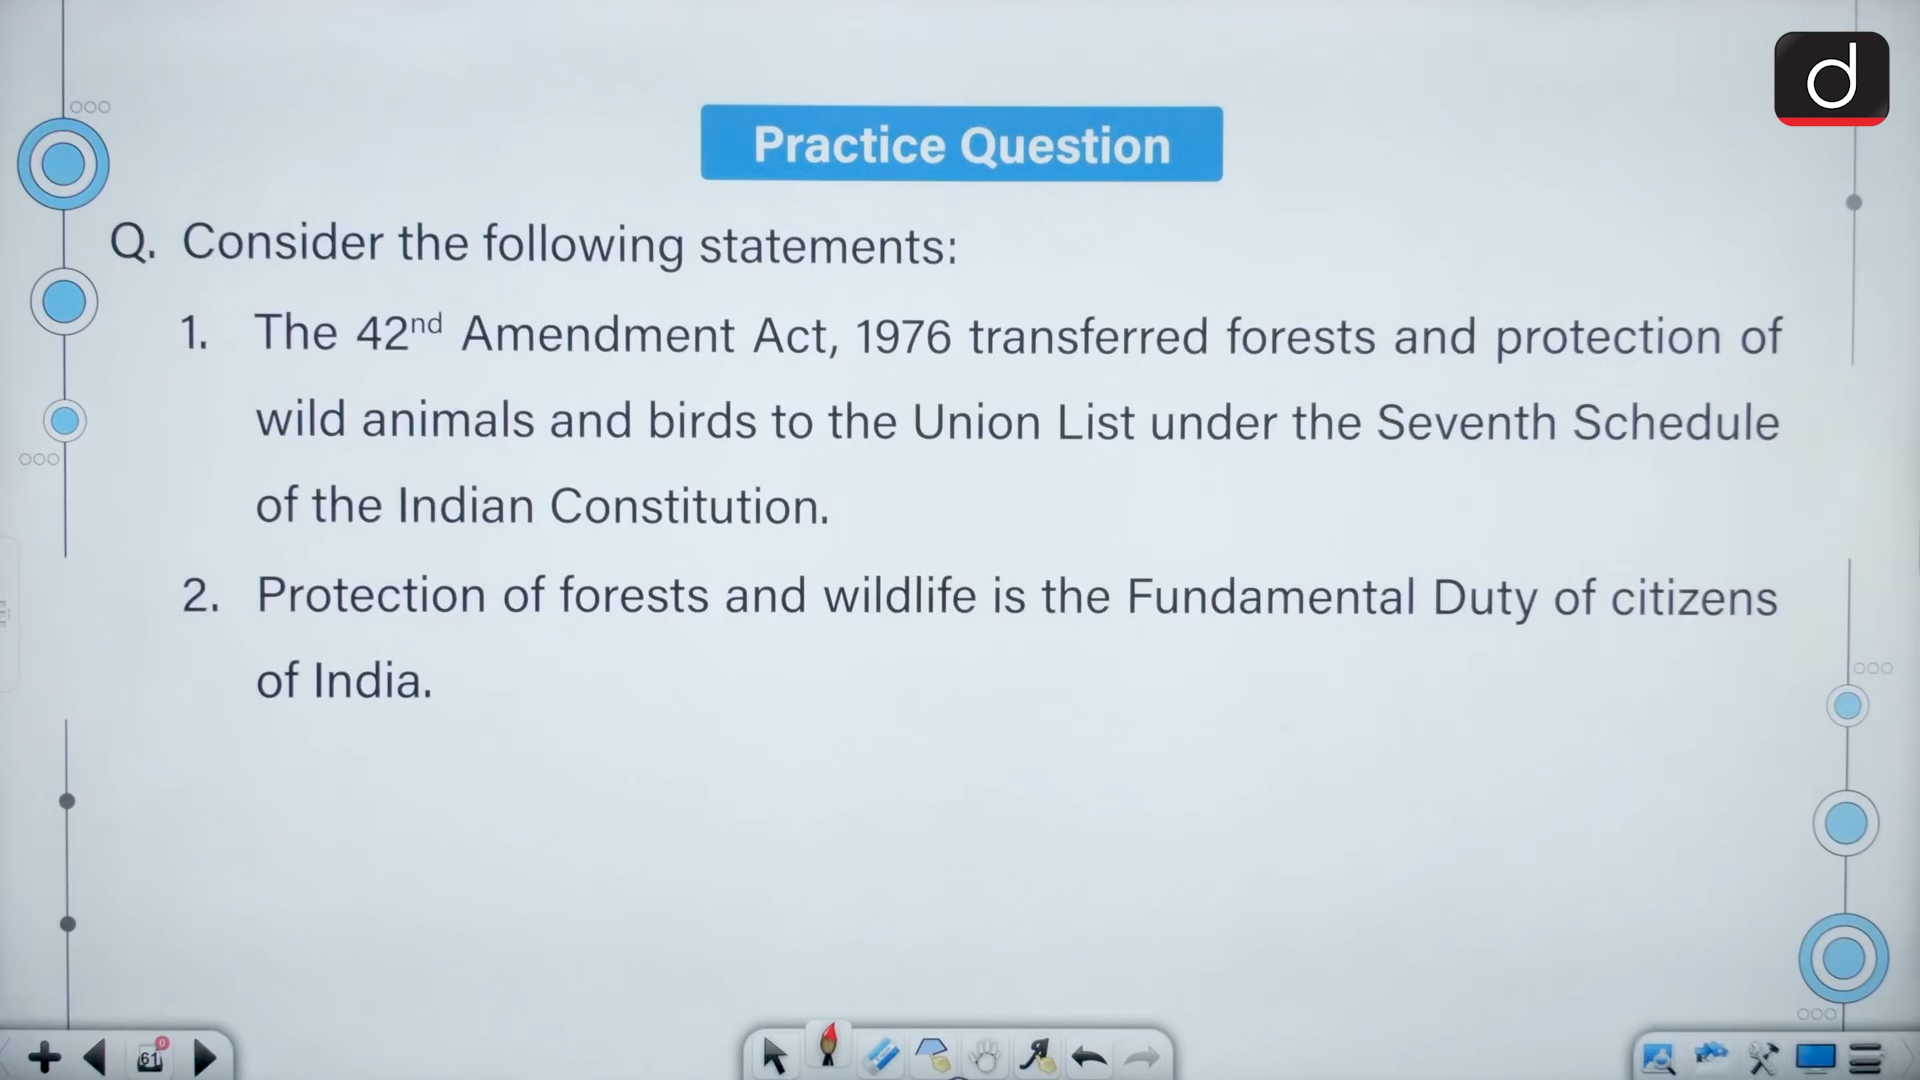 d
Practice Question
Q. Consider the following statements:
1. The 42nd Amendment Act, 1976 transferred forests and protection of
wild animals and birds to the Union List under the Seventh Schedule
of the Indian Constitution.
2. Protection of forests and wildlife is the Fundamental Duty of citizens
of India.
61
0